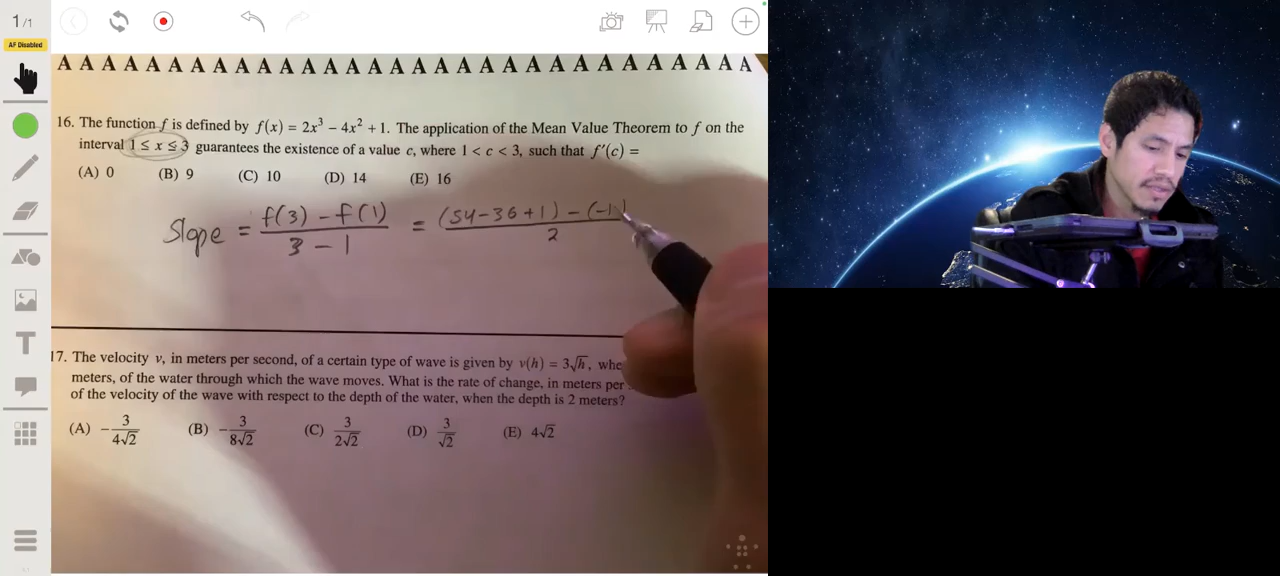 1/1
AF Disabled
A A A A A A A A A A A A A A A A A A A A A A A A A A A A A A A
16. The function f is defined by f(x) = 2x³ − 4x² + 1. The application of the Mean Value Theorem to f on the
interval 1 ≤ x ≤ 3 guarantees the existence of a value c, where 1 < c < 3, such that f′(c) =
(A) 0 (B) 9 (C) 10 (D) 14 (E) 16
Slope = f(3) - f(1) / 3 - 1 = (54-36+1) - (-1) / 2
17. The velocity v, in meters per second, of a certain type of wave is given by v(h) = 3√h, whe
meters, of the water through which the wave moves. What is the rate of change, in meters per
of the velocity of the wave with respect to the depth of the water, when the depth is 2 meters?
(A) −3/4√2 (B) −3/8√2 (C) 3/2√2 (D) 3/√2 (E) 4√2
T